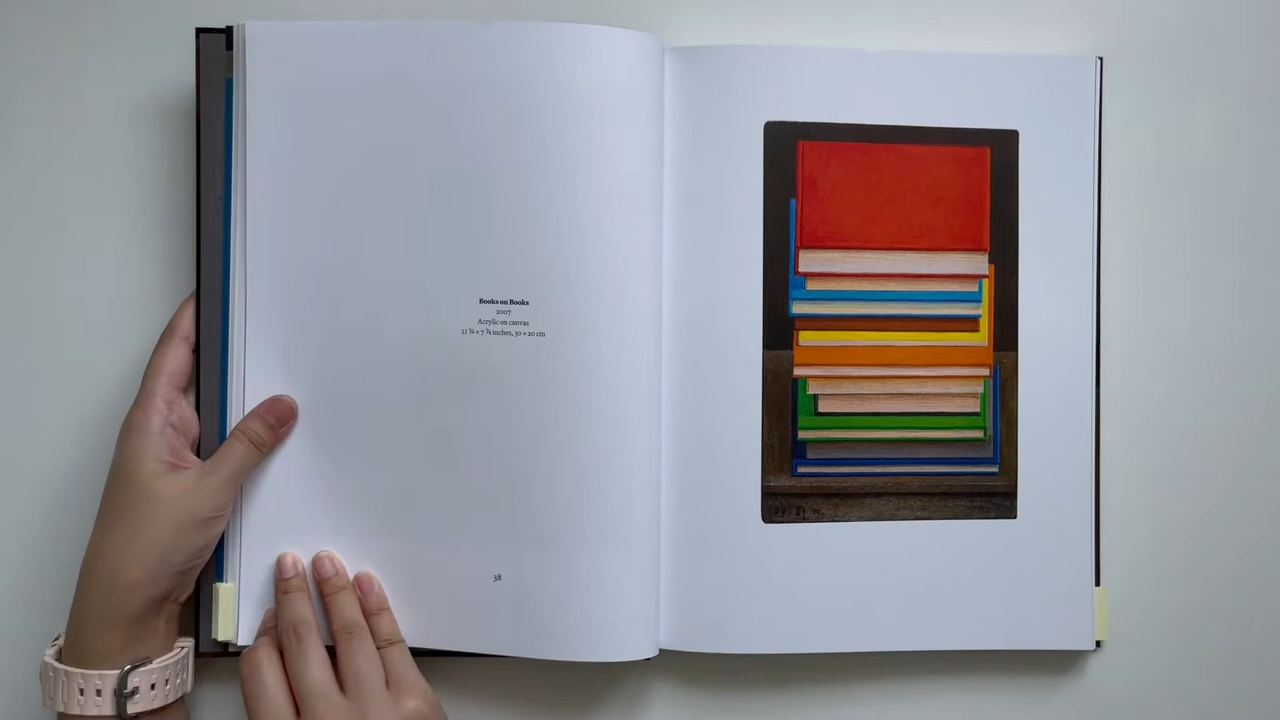 Books on Books
2007
Acrylic on canvas
11 ¾ × 7 ⅞ inches, 30 × 20 cm
38